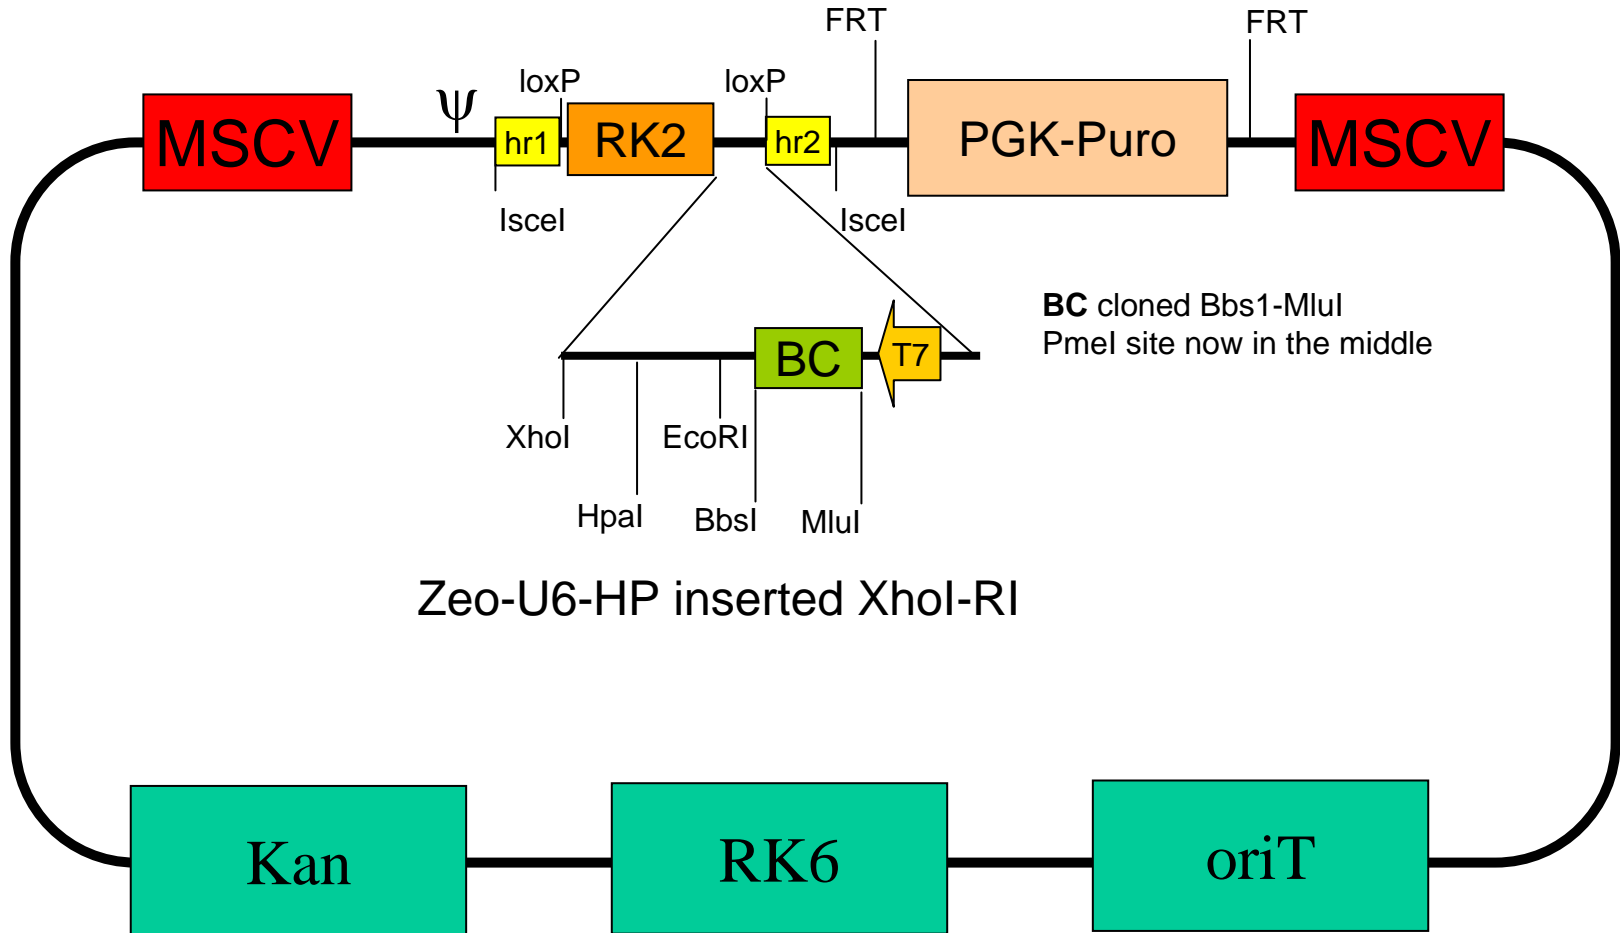 FRT
FRT
loxP
loxP
ψ
MSCV
hr1
RK2
hr2
PGK-Puro
MSCV
IsceI
IsceI
BC cloned Bbs1-MluI
PmeI site now in the middle
BC
T7
XhoI
EcoRI
HpaI
BbsI
MluI
Zeo-U6-HP inserted XhoI-RI
Kan
RK6
oriT